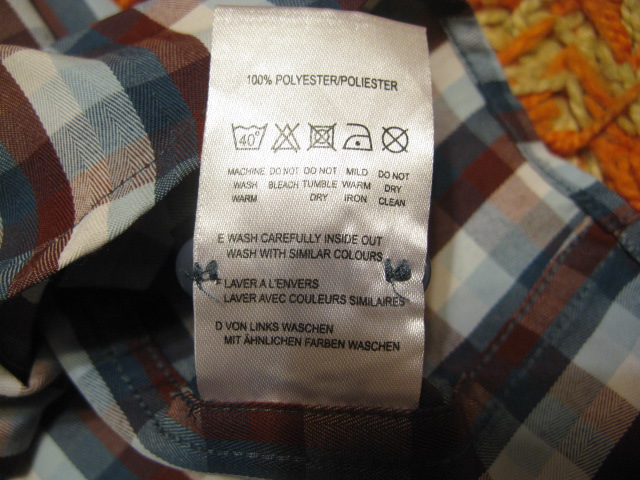 100% POLYESTER/POLIESTER
40°
MACHINE DO NOT DO NOT MILD DO NOT
WASH BLEACH TUMBLE WARM DRY
WARM DRY IRON CLEAN
E WASH CAREFULLY INSIDE OUT
WASH WITH SIMILAR COLOURS
F LAVER A L'ENVERS
LAVER AVEC COULEURS SIMILAIRES
D VON LINKS WASCHEN
MIT ÄHNLICHEN FARBEN WASCHEN